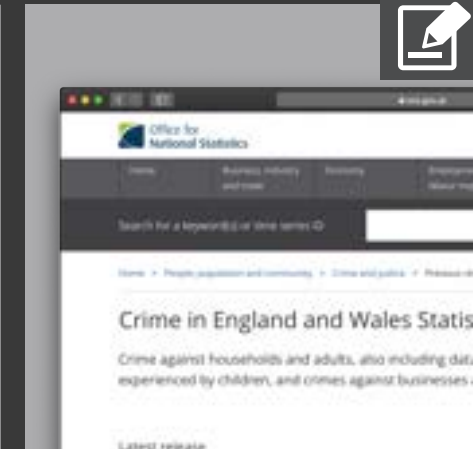 Office for
National Statistics
Home
Business, industry
and trade
Economy
Search for a keyword(s) or time series ID
Home > People, population and community > Crime and justice >
Crime in England and Wales Statis
Crime against households and adults, also including data
experienced by children, and crimes against businesses a
Latest release